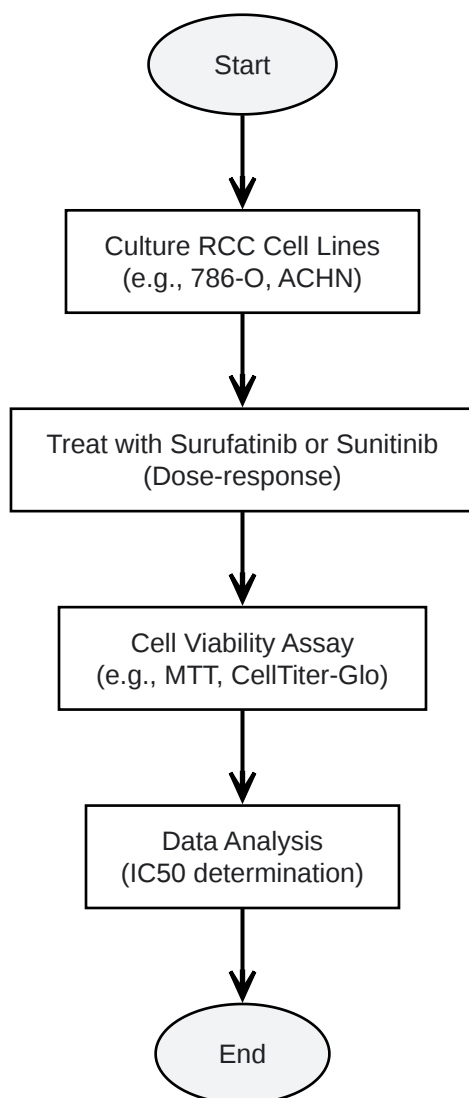 Start
Culture RCC Cell Lines
(e.g., 786-O, ACHN)
Treat with Surufatinib or Sunitinib
(Dose-response)
Cell Viability Assay
(e.g., MTT, CellTiter-Glo)
Data Analysis
(IC50 determination)
End